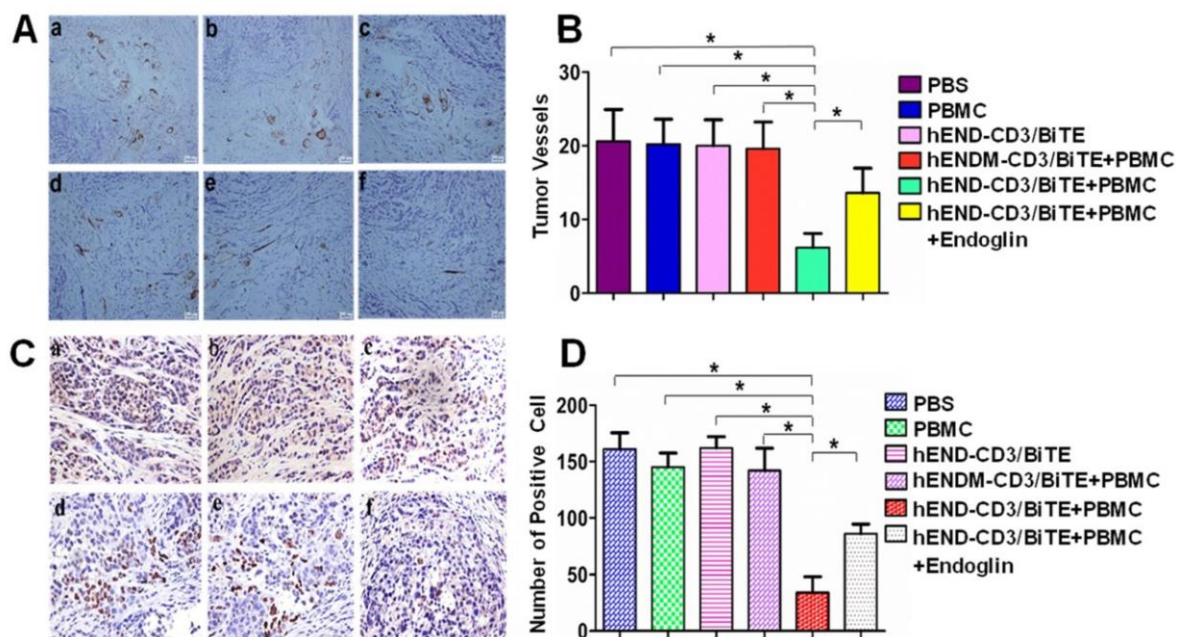 A
a
b
c
d
e
f
B
*
*
*
*
*
30
20
10
0
Tumor Vessels
PBS
PBMC
hEND-CD3/BiTE
hENDM-CD3/BiTE+PBMC
hEND-CD3/BiTE+PBMC
hEND-CD3/BiTE+PBMC
+Endoglin
C
a
b
c
d
e
f
D
*
*
*
*
*
200
150
100
50
0
Number of Positive Cell
PBS
PBMC
hEND-CD3/BiTE
hENDM-CD3/BiTE+PBMC
hEND-CD3/BiTE+PBMC
hEND-CD3/BiTE+PBMC
+Endoglin